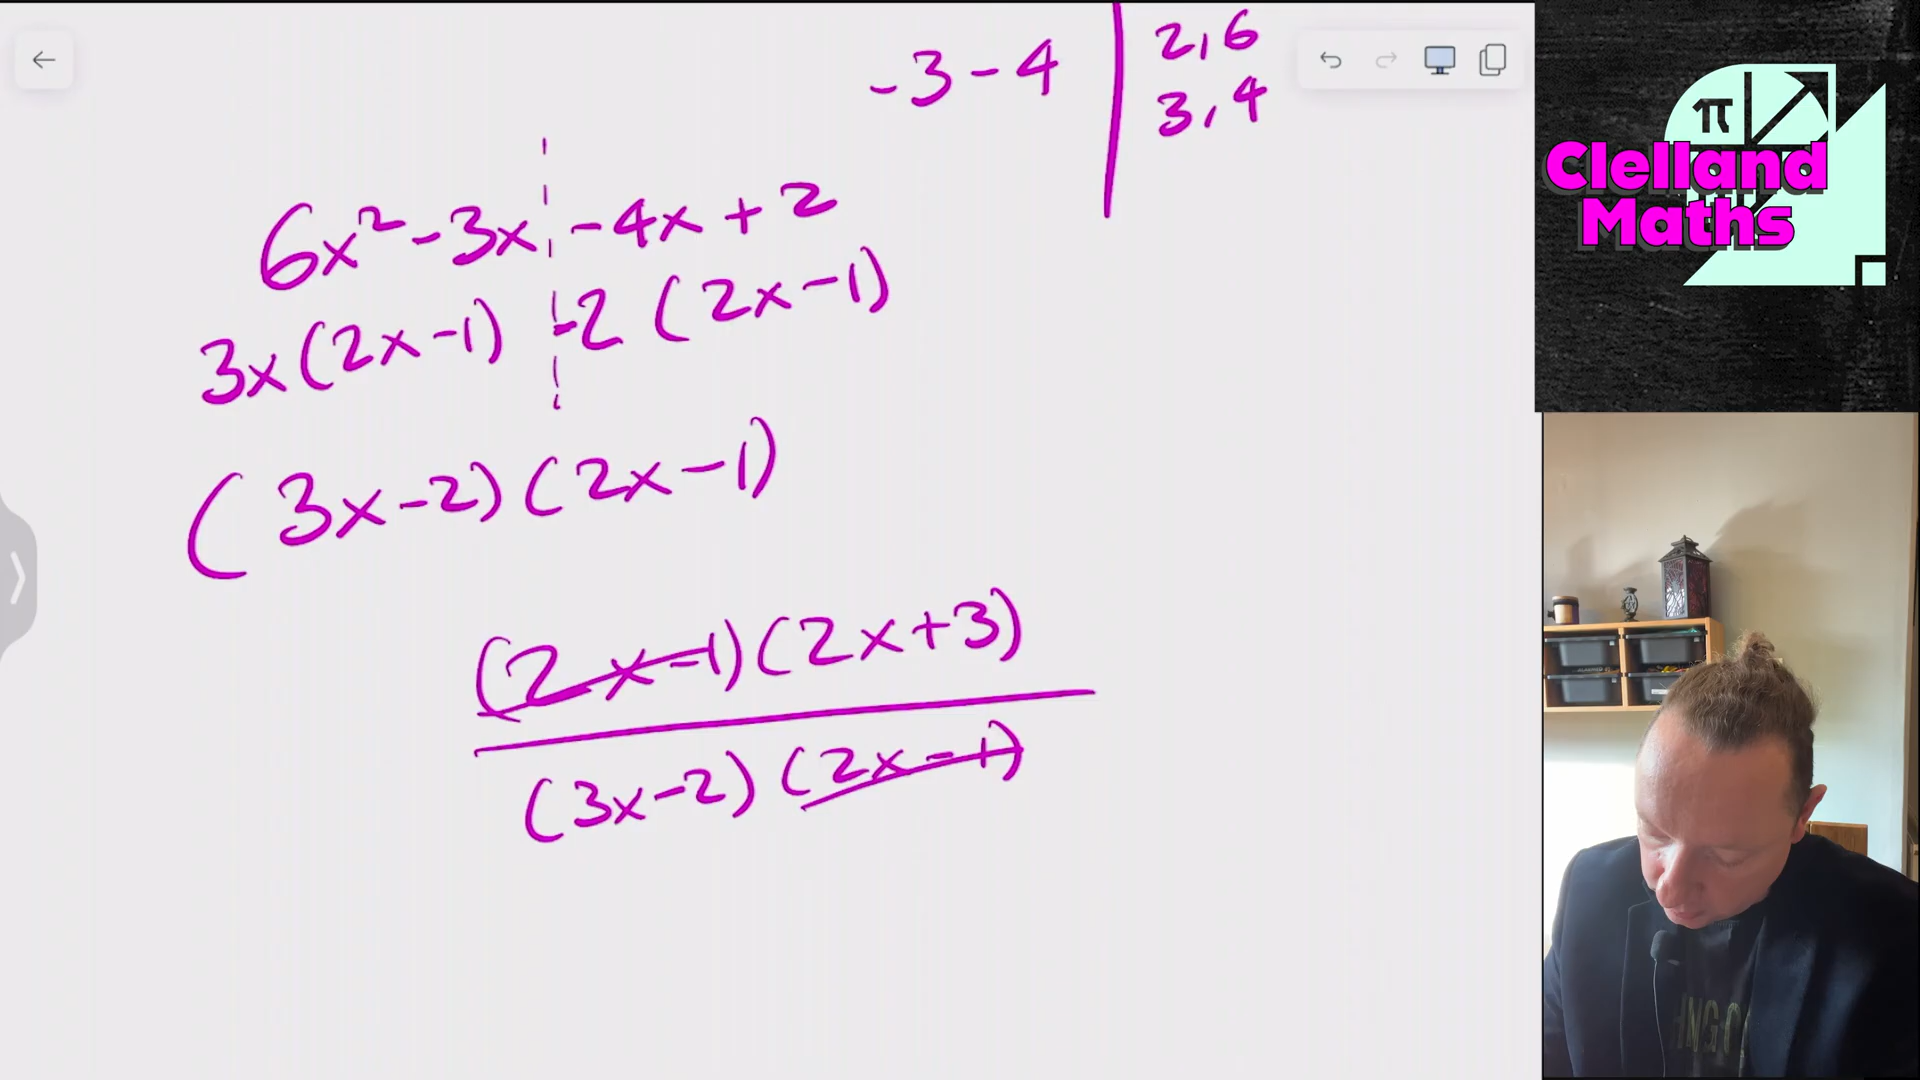 -3 -4
2, 6
3, 4
6x² - 3x - 4x + 2
3x(2x-1) -2(2x-1)
(3x-2)(2x-1)
(2x-1)(2x+3)
(3x-2)(2x-1)
π
Clelland
Maths